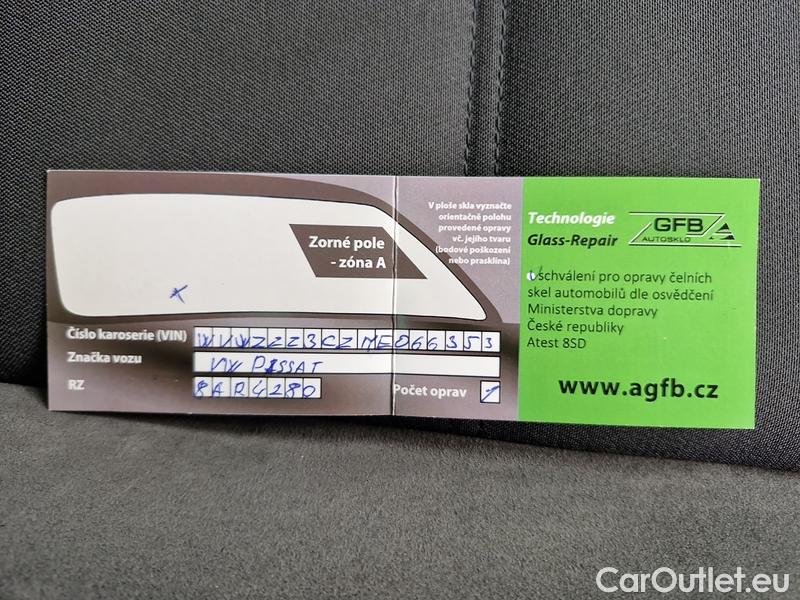 V ploše skla vyznačte
orientačně polohu
provedené opravy
vč. jejího tvaru
(bodové poškození
nebo prasklina)
Zorné pole
- zóna A
x
Číslo karoserie (VIN) WVWZZZ3CZME066353
Značka vozu VW PASSAT
RZ 8AR4280
Počet oprav 1
Technologie
Glass-Repair
GFB
AUTOSKLO
schválení pro opravy čelních
skel automobilů dle osvědčení
Ministerstva dopravy
České republiky
Atest 8SD
www.agfb.cz
CarOutlet.eu